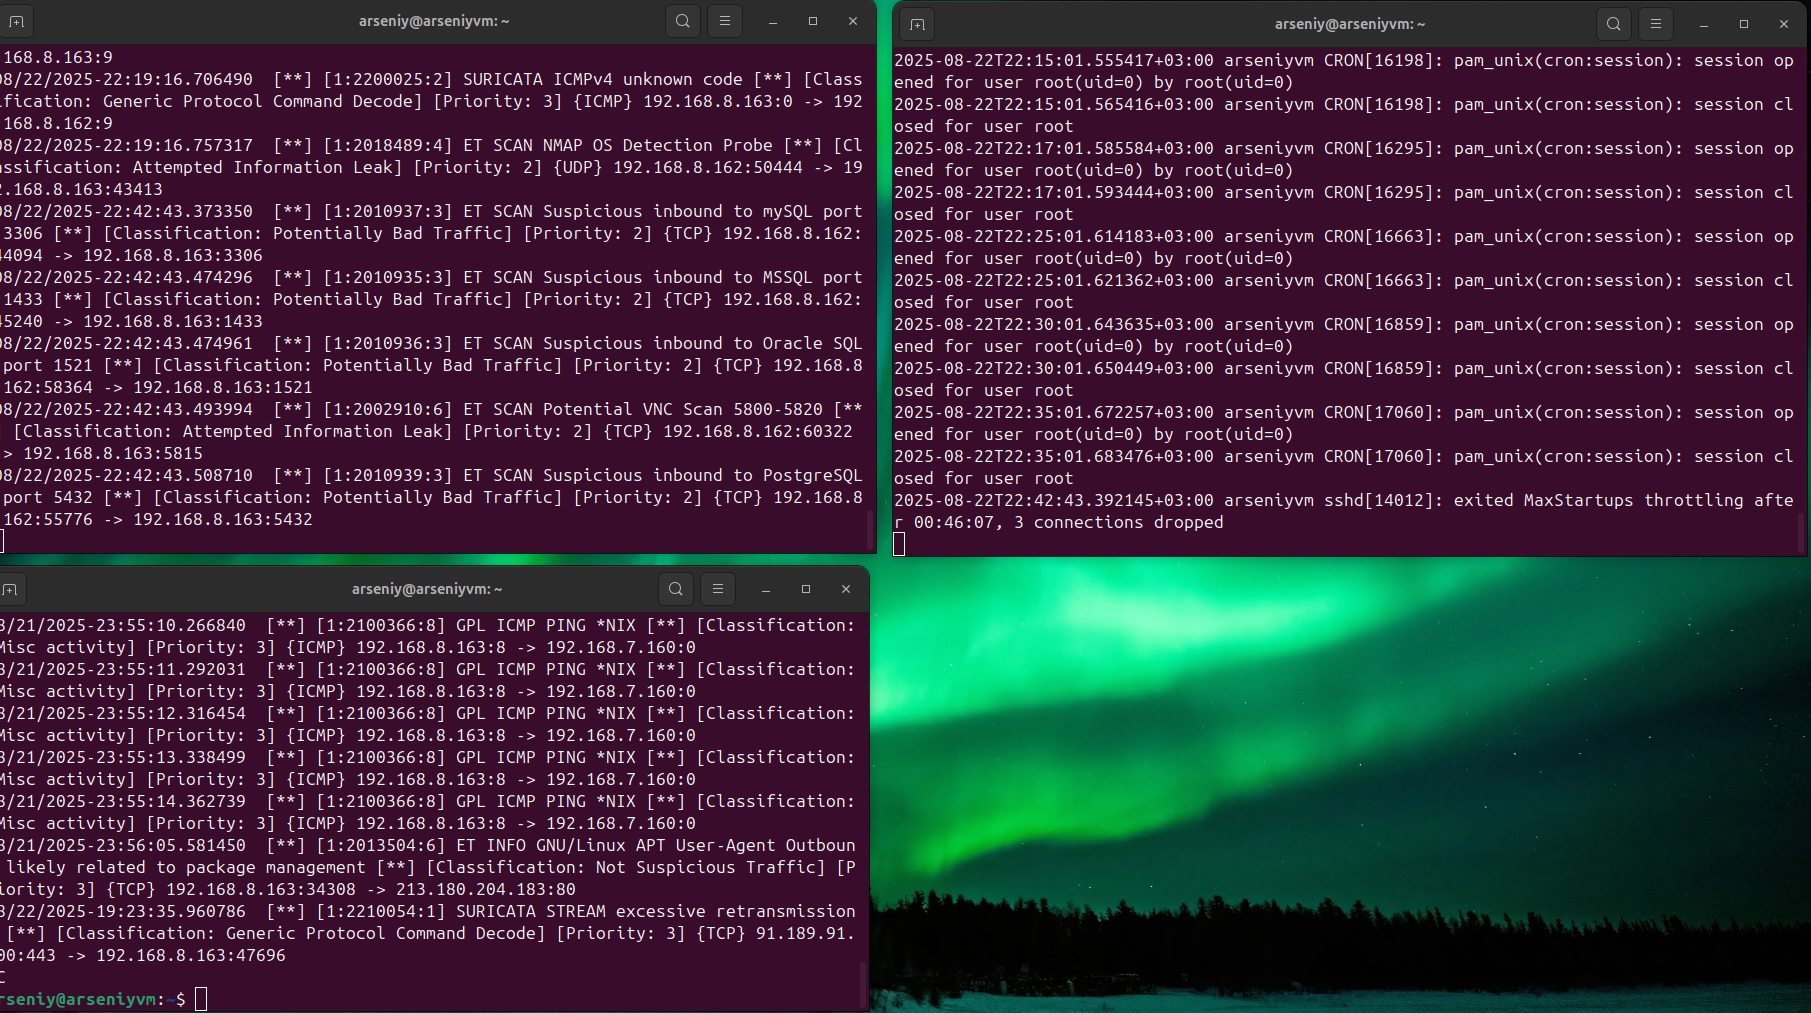 arseniy@arseniyvm: ~
168.8.163:9
08/22/2025-22:19:16.706490  [**] [1:2200025:2] SURICATA ICMPv4 unknown code [**] [Class
ification: Generic Protocol Command Decode] [Priority: 3] {ICMP} 192.168.8.163:0 -> 192
168.8.162:9
08/22/2025-22:19:16.757317  [**] [1:2018489:4] ET SCAN NMAP OS Detection Probe [**] [Cl
assification: Attempted Information Leak] [Priority: 2] {UDP} 192.168.8.162:50444 -> 19
2.168.8.163:43413
08/22/2025-22:42:43.373350  [**] [1:2010937:3] ET SCAN Suspicious inbound to mySQL port
3306 [**] [Classification: Potentially Bad Traffic] [Priority: 2] {TCP} 192.168.8.162:
44094 -> 192.168.8.163:3306
08/22/2025-22:42:43.474296  [**] [1:2010935:3] ET SCAN Suspicious inbound to MSSQL port
1433 [**] [Classification: Potentially Bad Traffic] [Priority: 2] {TCP} 192.168.8.162:
45240 -> 192.168.8.163:1433
08/22/2025-22:42:43.474961  [**] [1:2010936:3] ET SCAN Suspicious inbound to Oracle SQL
port 1521 [**] [Classification: Potentially Bad Traffic] [Priority: 2] {TCP} 192.168.8
162:58364 -> 192.168.8.163:1521
08/22/2025-22:42:43.493994  [**] [1:2002910:6] ET SCAN Potential VNC Scan 5800-5820 [**
] [Classification: Attempted Information Leak] [Priority: 2] {TCP} 192.168.8.162:60322
> 192.168.8.163:5815
08/22/2025-22:42:43.508710  [**] [1:2010939:3] ET SCAN Suspicious inbound to PostgreSQL
port 5432 [**] [Classification: Potentially Bad Traffic] [Priority: 2] {TCP} 192.168.8
162:55776 -> 192.168.8.163:5432
arseniy@arseniyvm: ~
2025-08-22T22:15:01.555417+03:00 arseniyvm CRON[16198]: pam_unix(cron:session): session op
ened for user root(uid=0) by root(uid=0)
2025-08-22T22:15:01.565416+03:00 arseniyvm CRON[16198]: pam_unix(cron:session): session cl
osed for user root
2025-08-22T22:17:01.585584+03:00 arseniyvm CRON[16295]: pam_unix(cron:session): session op
ened for user root(uid=0) by root(uid=0)
2025-08-22T22:17:01.593444+03:00 arseniyvm CRON[16295]: pam_unix(cron:session): session cl
osed for user root
2025-08-22T22:25:01.614183+03:00 arseniyvm CRON[16663]: pam_unix(cron:session): session op
ened for user root(uid=0) by root(uid=0)
2025-08-22T22:25:01.621362+03:00 arseniyvm CRON[16663]: pam_unix(cron:session): session cl
osed for user root
2025-08-22T22:30:01.643635+03:00 arseniyvm CRON[16859]: pam_unix(cron:session): session op
ened for user root(uid=0) by root(uid=0)
2025-08-22T22:30:01.650449+03:00 arseniyvm CRON[16859]: pam_unix(cron:session): session cl
osed for user root
2025-08-22T22:35:01.672257+03:00 arseniyvm CRON[17060]: pam_unix(cron:session): session op
ened for user root(uid=0) by root(uid=0)
2025-08-22T22:35:01.683476+03:00 arseniyvm CRON[17060]: pam_unix(cron:session): session cl
osed for user root
2025-08-22T22:42:43.392145+03:00 arseniyvm sshd[14012]: exited MaxStartups throttling afte
r 00:46:07, 3 connections dropped
arseniy@arseniyvm: ~
8/21/2025-23:55:10.266840  [**] [1:2100366:8] GPL ICMP PING *NIX [**] [Classification:
Misc activity] [Priority: 3] {ICMP} 192.168.8.163:8 -> 192.168.7.160:0
8/21/2025-23:55:11.292031  [**] [1:2100366:8] GPL ICMP PING *NIX [**] [Classification:
Misc activity] [Priority: 3] {ICMP} 192.168.8.163:8 -> 192.168.7.160:0
8/21/2025-23:55:12.316454  [**] [1:2100366:8] GPL ICMP PING *NIX [**] [Classification:
Misc activity] [Priority: 3] {ICMP} 192.168.8.163:8 -> 192.168.7.160:0
8/21/2025-23:55:13.338499  [**] [1:2100366:8] GPL ICMP PING *NIX [**] [Classification:
Misc activity] [Priority: 3] {ICMP} 192.168.8.163:8 -> 192.168.7.160:0
8/21/2025-23:55:14.362739  [**] [1:2100366:8] GPL ICMP PING *NIX [**] [Classification:
Misc activity] [Priority: 3] {ICMP} 192.168.8.163:8 -> 192.168.7.160:0
8/21/2025-23:56:05.581450  [**] [1:2013504:6] ET INFO GNU/Linux APT User-Agent Outboun
likely related to package management [**] [Classification: Not Suspicious Traffic] [P
iority: 3] {TCP} 192.168.8.163:34308 -> 213.180.204.183:80
8/22/2025-19:23:35.960786  [**] [1:2210054:1] SURICATA STREAM excessive retransmission
[**] [Classification: Generic Protocol Command Decode] [Priority: 3] {TCP} 91.189.91.
00:443 -> 192.168.8.163:47696
C
rseniy@arseniyvm:~$